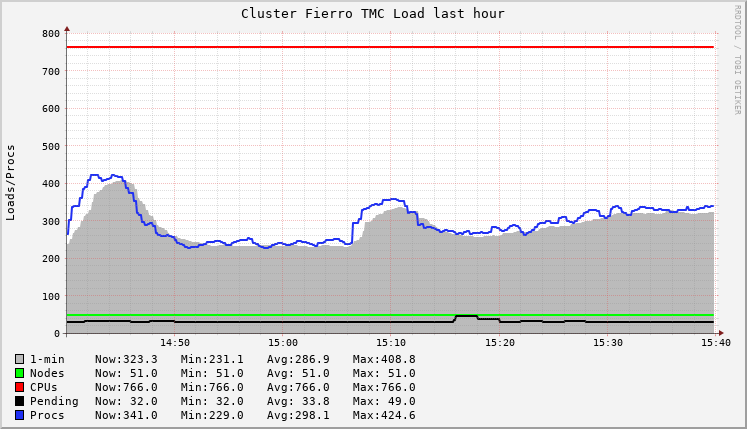 Cluster Fierro TMC Load last hour
RRDTOOL / TOBI OETIKER
Loads/Procs
800
700
600
500
400
300
200
100
0
14:50 15:00 15:10 15:20 15:30 15:40
1-min Now:323.3 Min:231.1 Avg:286.9 Max:408.8
Nodes Now: 51.0 Min: 51.0 Avg: 51.0 Max: 51.0
CPUs Now:766.0 Min:766.0 Avg:766.0 Max:766.0
Pending Now: 32.0 Min: 32.0 Avg: 33.8 Max: 49.0
Procs Now:341.0 Min:229.0 Avg:298.1 Max:424.6